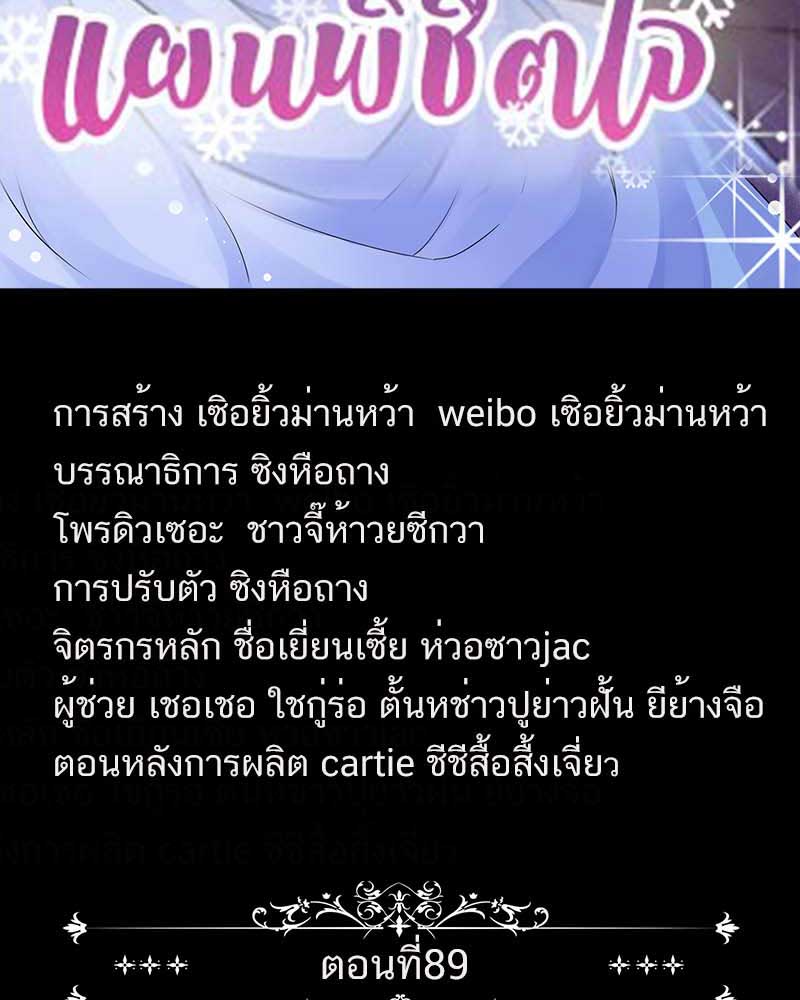 แผนพิชิตใจ
การสร้าง เซิอยิ้วม่านหว้า weibo เซิอยิ้วม่านหว้า
บรรณาธิการ ซิงหือถาง
โพรดิวเซอะ ชาวจี๊ห้าวยซีกวา
การปรับตัว ซิงหือถาง
จิตรกรหลัก ชื่อเยี่ยนเซี้ย ห่วอซาวjac
ผู้ช่วย เชอเชอ ใชกู่ร่อ ตั้นหช่าวปูย่าวฝั้น ยีย้างจือ
ตอนหลังการผลิต cartie ชีชีสื้อสิ้งเจี่ยว
ตอนที่89